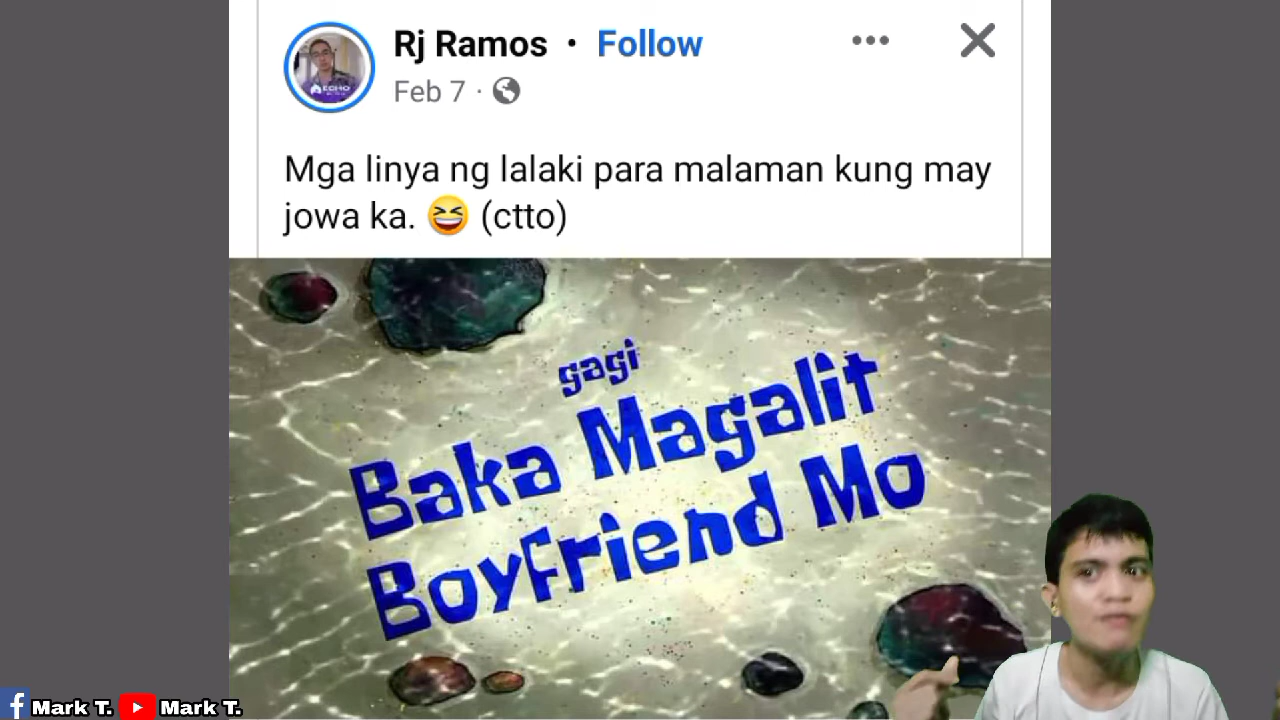 Rj Ramos • Follow
Feb 7 ·
Mga linya ng lalaki para malaman kung may
jowa ka. 😆 (ctto)
gagi
Baka Magalit
Boyfriend Mo
Mark T. Mark T.